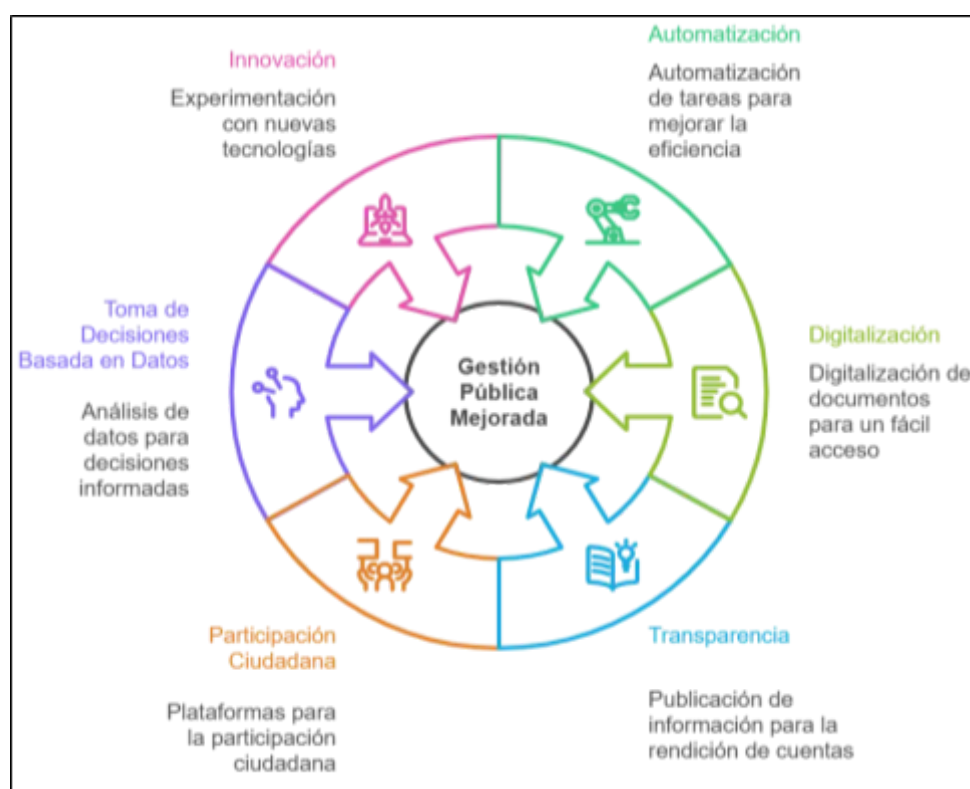 Innovación
Experimentación
con nuevas
tecnologías
Automatización
Automatización
de tareas para
mejorar la
eficiencia
Toma de
Decisiones
Basada en Datos
Análisis de
datos para
decisiones
informadas
Gestión
Pública
Mejorada
Digitalización
Digitalización de
documentos
para un fácil
acceso
Participación
Ciudadana
Plataformas para
la participación
ciudadana
Transparencia
Publicación de
información para la
rendición de cuentas